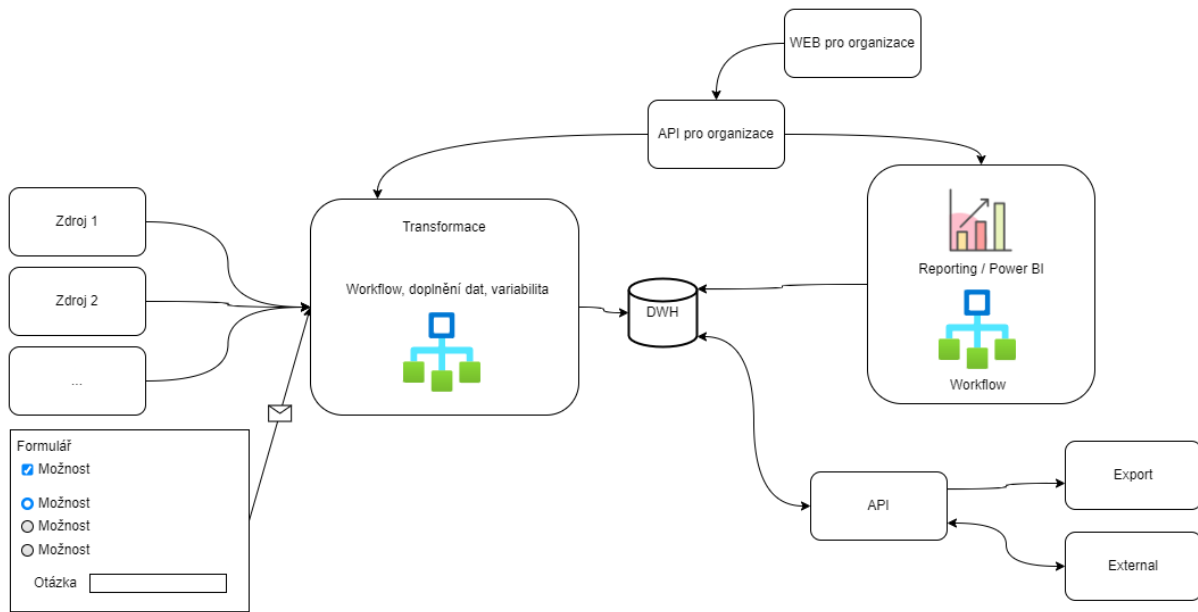 WEB pro organizace
API pro organizace
Zdroj 1
Zdroj 2
...
Transformace
Workflow, doplnění dat, variabilita
DWH
Reporting / Power BI
Workflow
Formulář
Možnost
Možnost
Možnost
Možnost
Otázka
API
Export
External